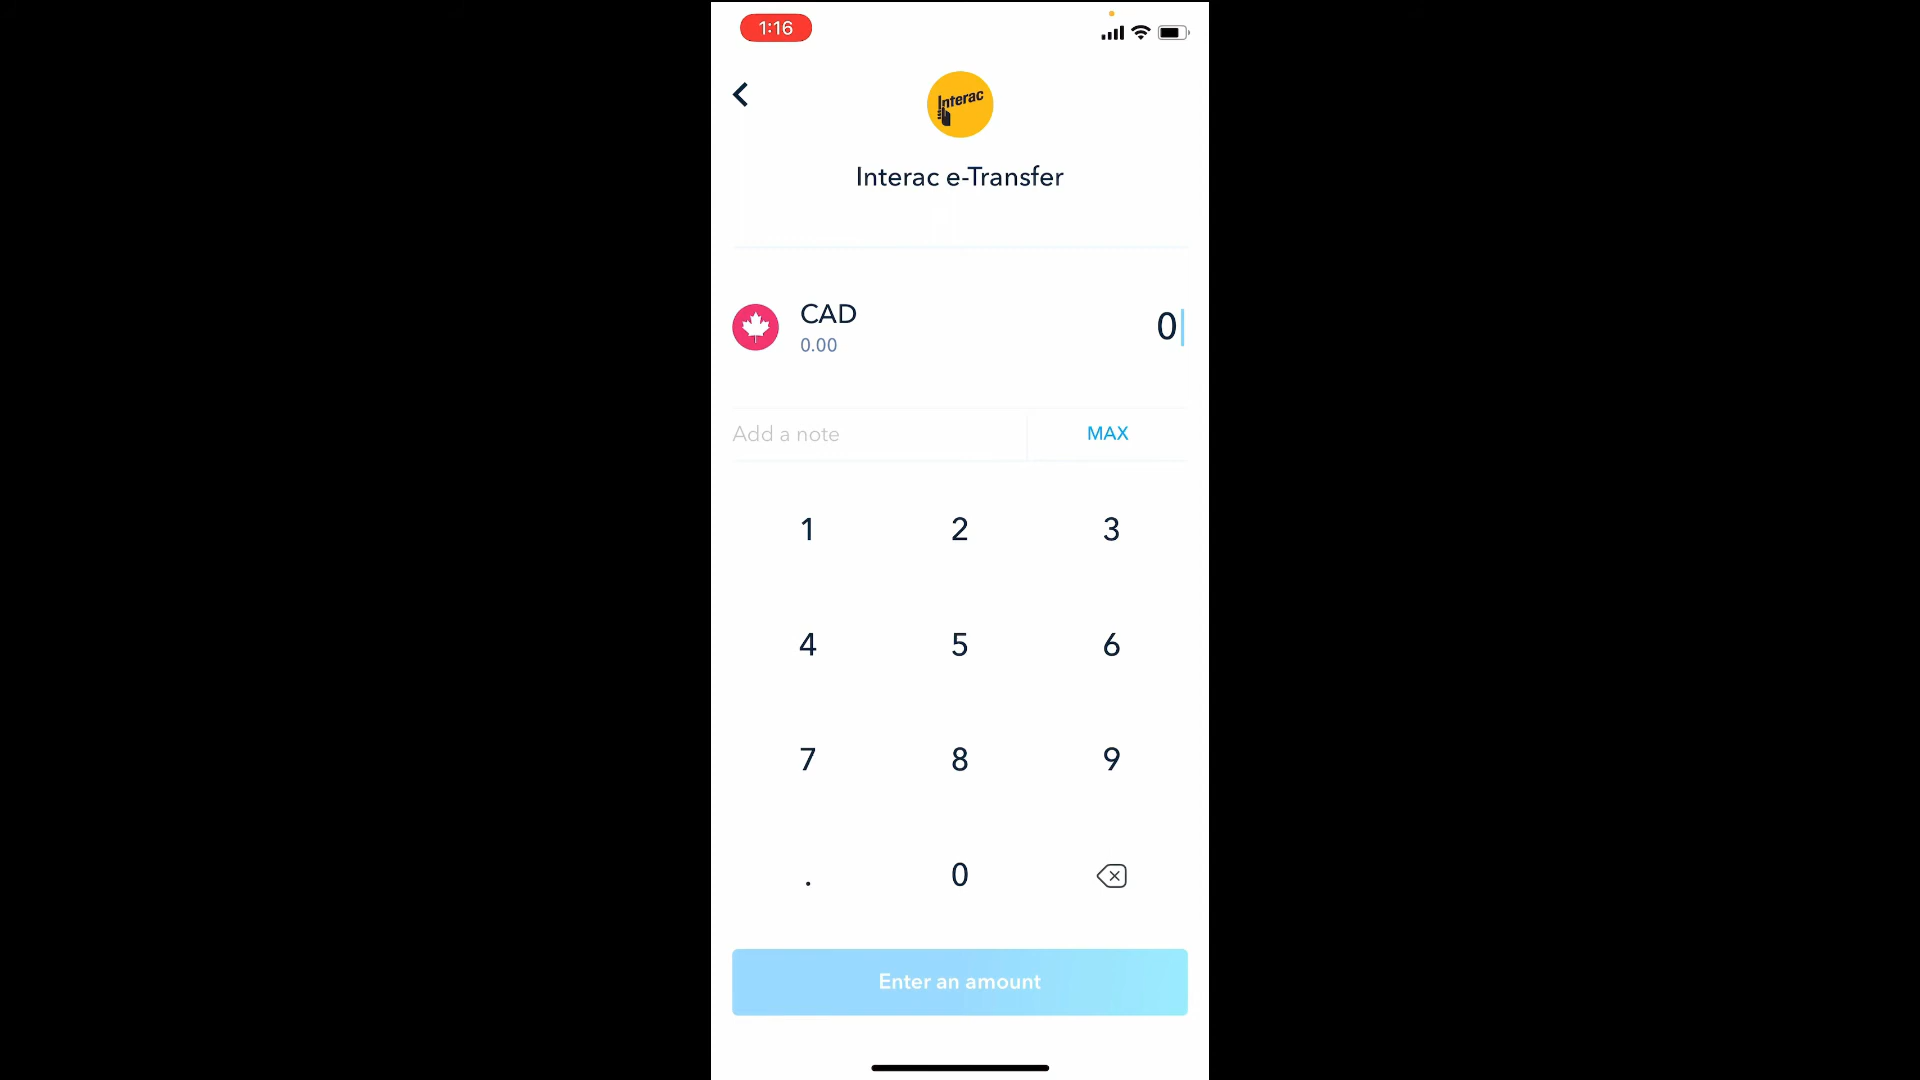 1:16
Interac
Interac e-Transfer
CAD
0.00
0
Add a note
MAX
1 2 3
4 5 6
7 8 9
. 0
Enter an amount